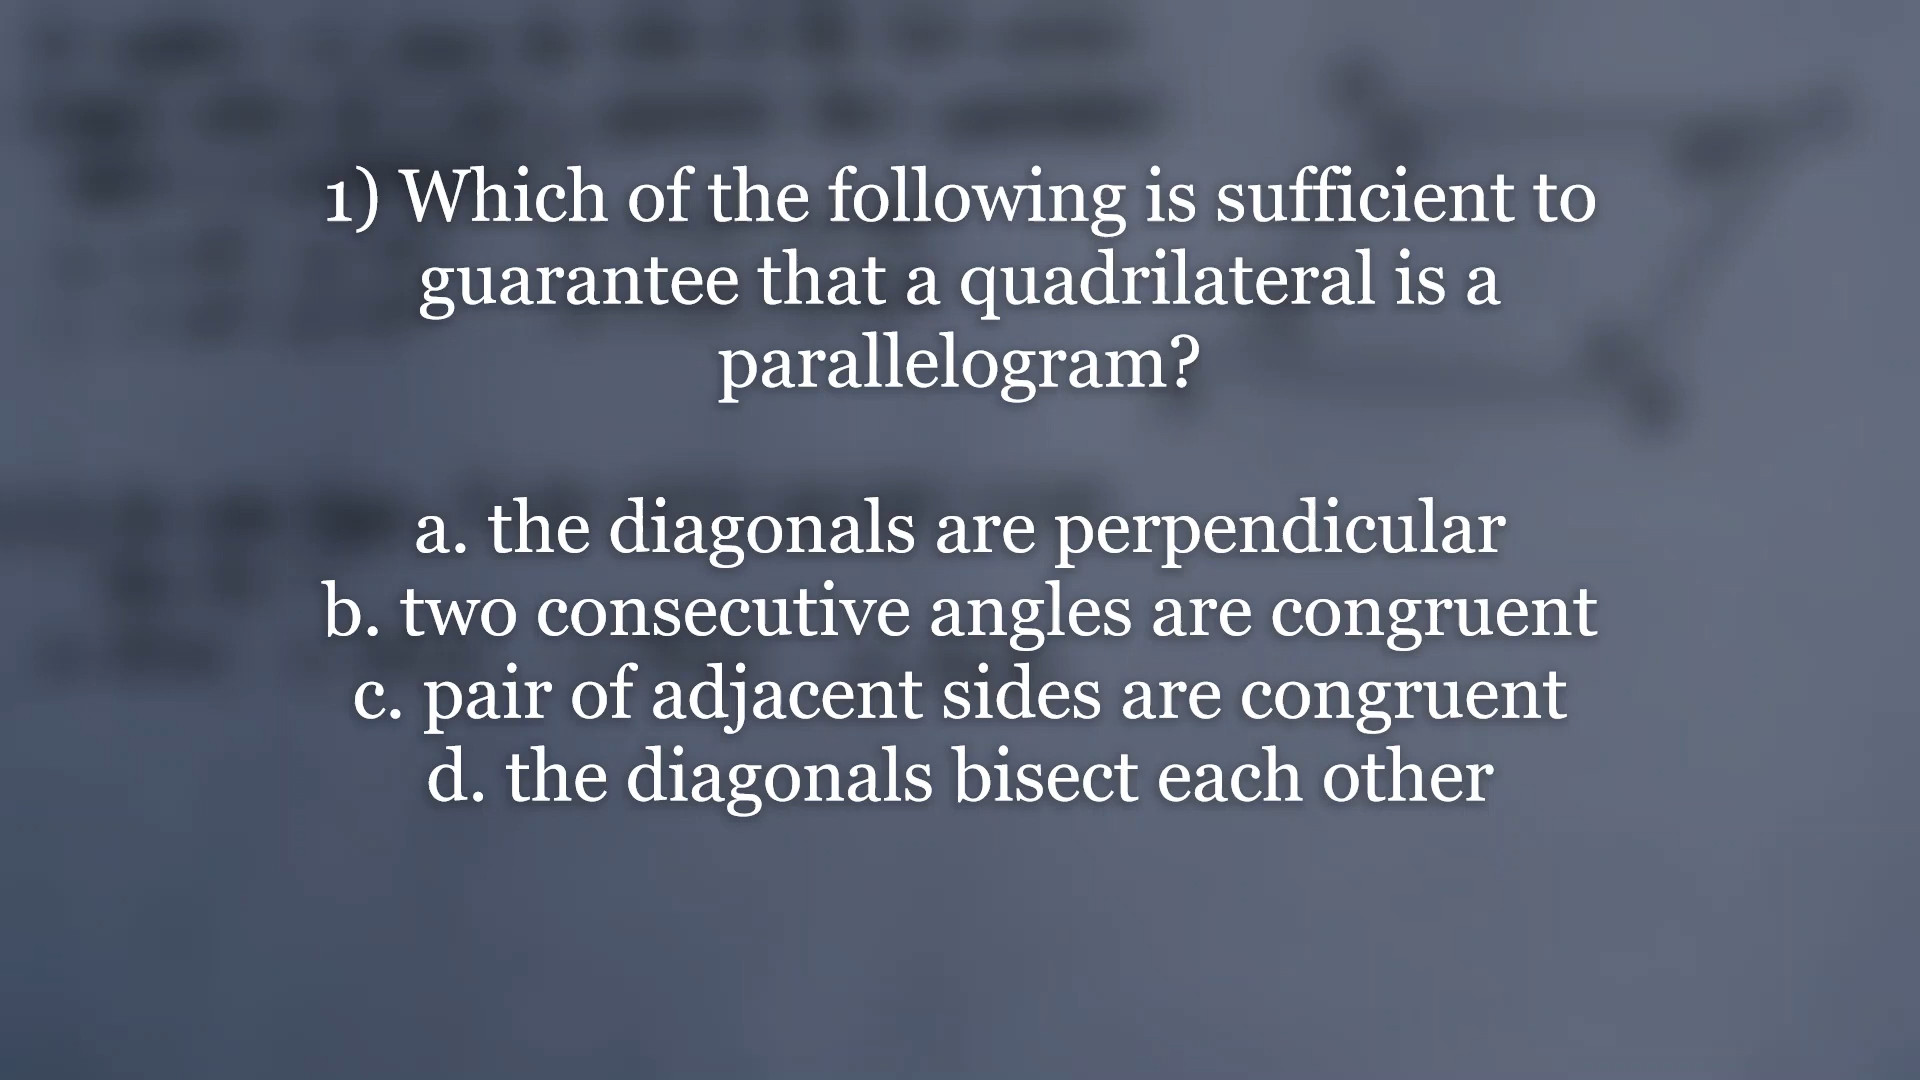 1) Which of the following is sufficient to
guarantee that a quadrilateral is a
parallelogram?
a. the diagonals are perpendicular
b. two consecutive angles are congruent
c. pair of adjacent sides are congruent
d. the diagonals bisect each other